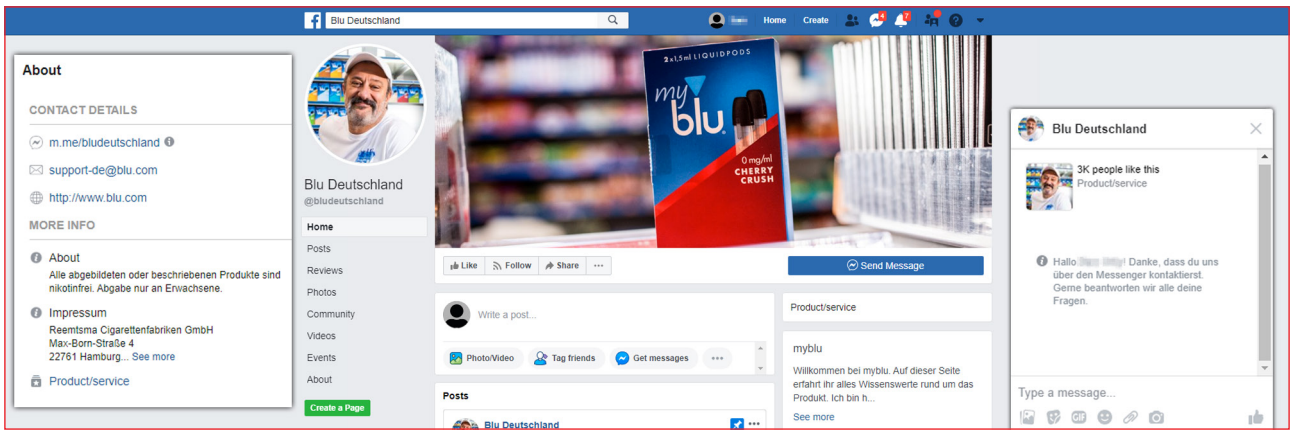 Blu Deutschland
Home
Create
4
7
About
CONTACT DETAILS
m.me/bludeutschland
support-de@blu.com
http://www.blu.com
MORE INFO
About
Alle abgebildeten oder beschriebenen Produkte sind
nikotinfrei. Abgabe nur an Erwachsene.
Impressum
Reemtsma Cigarettenfabriken GmbH
Max-Born-Straße 4
22761 Hamburg... See more
Product/service
Blu Deutschland
@bludeutschland
Home
Posts
Reviews
Photos
Community
Videos
Events
About
Create a Page
2x1,5ml LIQUIDPODS
my
blu
0 mg/ml
CHERRY
CRUSH
Like
Follow
Share
Send Message
Write a post...
Photo/Video
Tag friends
Get messages
Posts
Blu Deutschland
Product/service
myblu
Willkommen bei myblu. Auf dieser Seite
erfahrt ihr alles Wissenswerte rund um das
Produkt. Ich bin h...
See more
Blu Deutschland
3K people like this
Product/service
Hallo ! Danke, dass du uns
über den Messenger kontaktierst.
Gerne beantworten wir alle deine
Fragen.
Type a message...
GIF